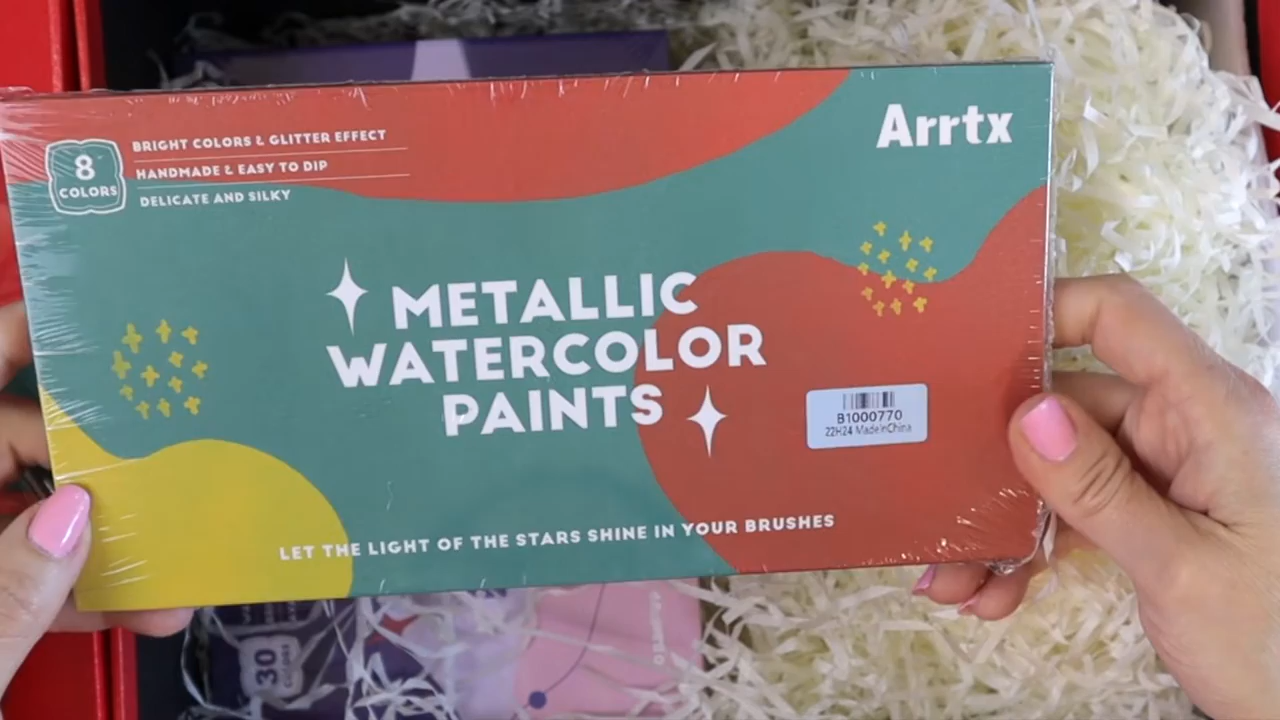 Arrtx
8
COLORS
BRIGHT COLORS & GLITTER EFFECT
HANDMADE & EASY TO DIP
DELICATE AND SILKY
METALLIC
WATERCOLOR
PAINTS
B1000770
22H24 Made in China
LET THE LIGHT OF THE STARS SHINE IN YOUR BRUSHES
30